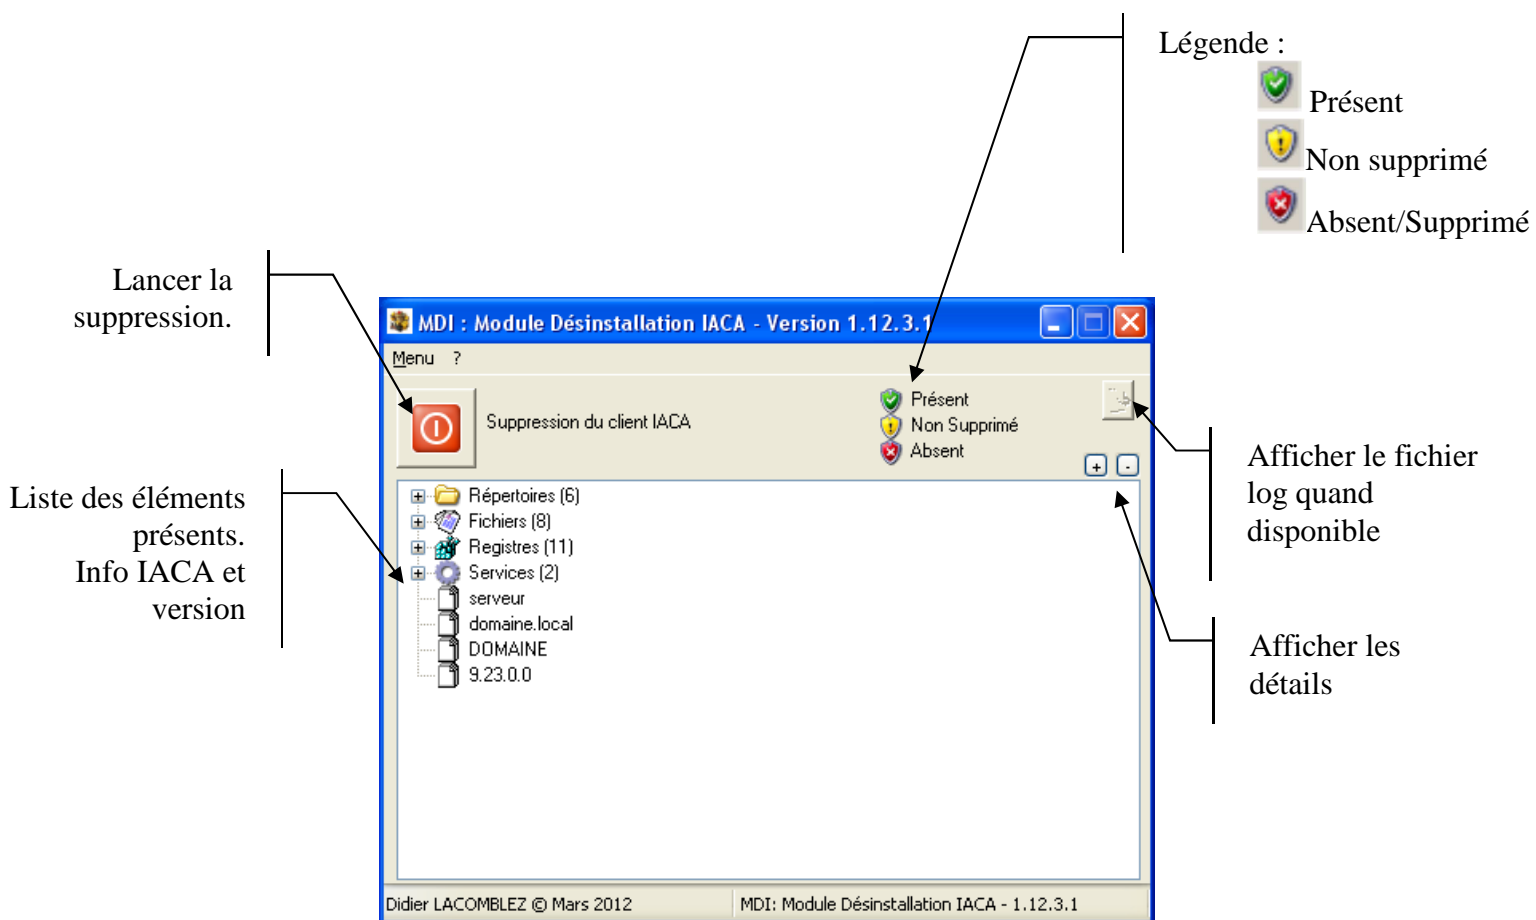 Légende :
Présent
Non supprimé
Absent/Supprimé
Lancer la
suppression.
MDI : Module Désinstallation IACA - Version 1.12.3.1
Menu ?
Suppression du client IACA
Présent
Non Supprimé
Absent
+ -
Liste des éléments
présents.
Info IACA et
version
Répertoires (6)
Fichiers (8)
Registres (11)
Services (2)
serveur
domaine.local
DOMAINE
9.23.0.0
Afficher le fichier
log quand
disponible
Afficher les
détails
Didier LACOMBLEZ © Mars 2012
MDI: Module Désinstallation IACA - 1.12.3.1